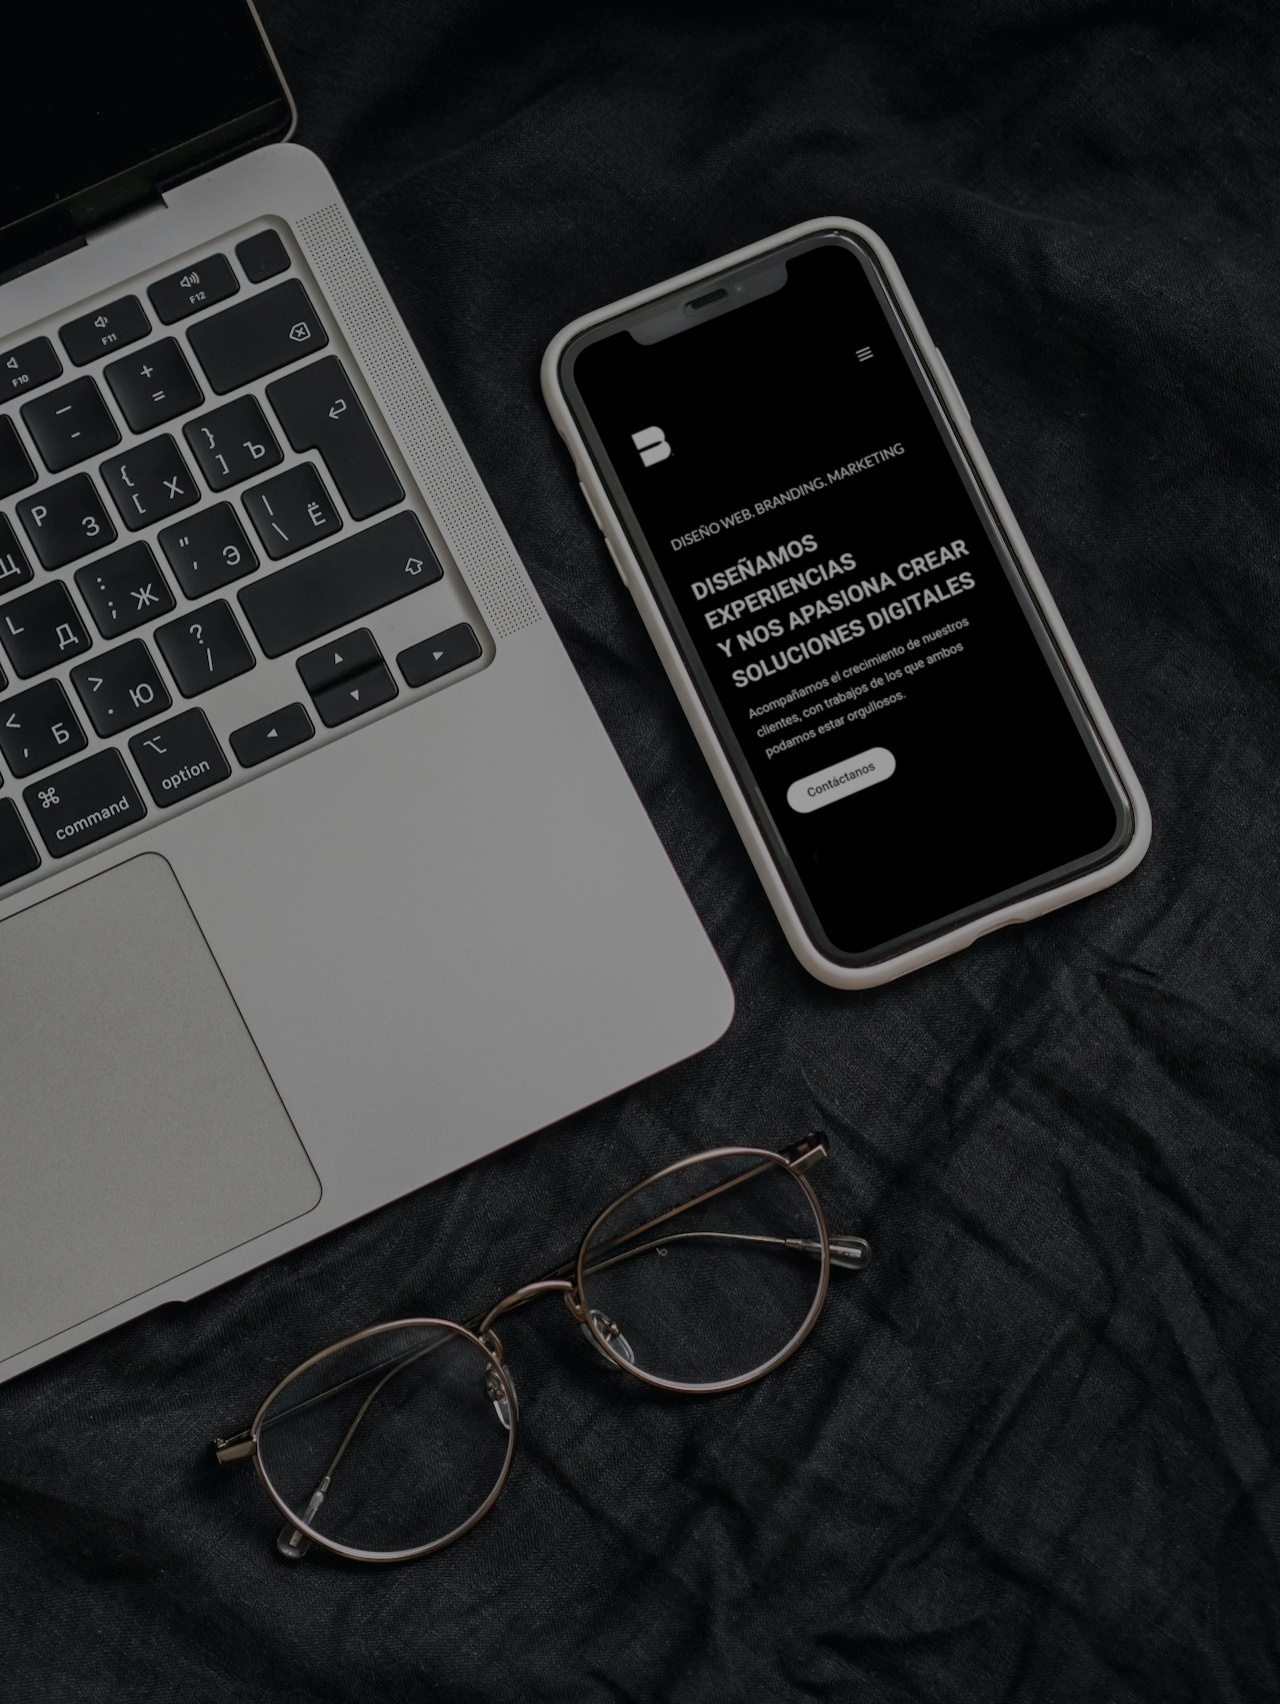 F10
F11
F12
+
=
—
-
P З
{
[ Х
}
] Ъ
Щ
L Д
:
; Ж
"
' Э
|
\ Ё
<
, Б
>
. Ю
?
/
⌘
command
⌥
option
B
DISEÑO WEB. BRANDING. MARKETING
DISEÑAMOS
EXPERIENCIAS
Y NOS APASIONA CREAR
SOLUCIONES DIGITALES
Acompañamos el crecimiento de nuestros
clientes, con trabajos de los que ambos
podamos estar orgullosos.
Contáctanos